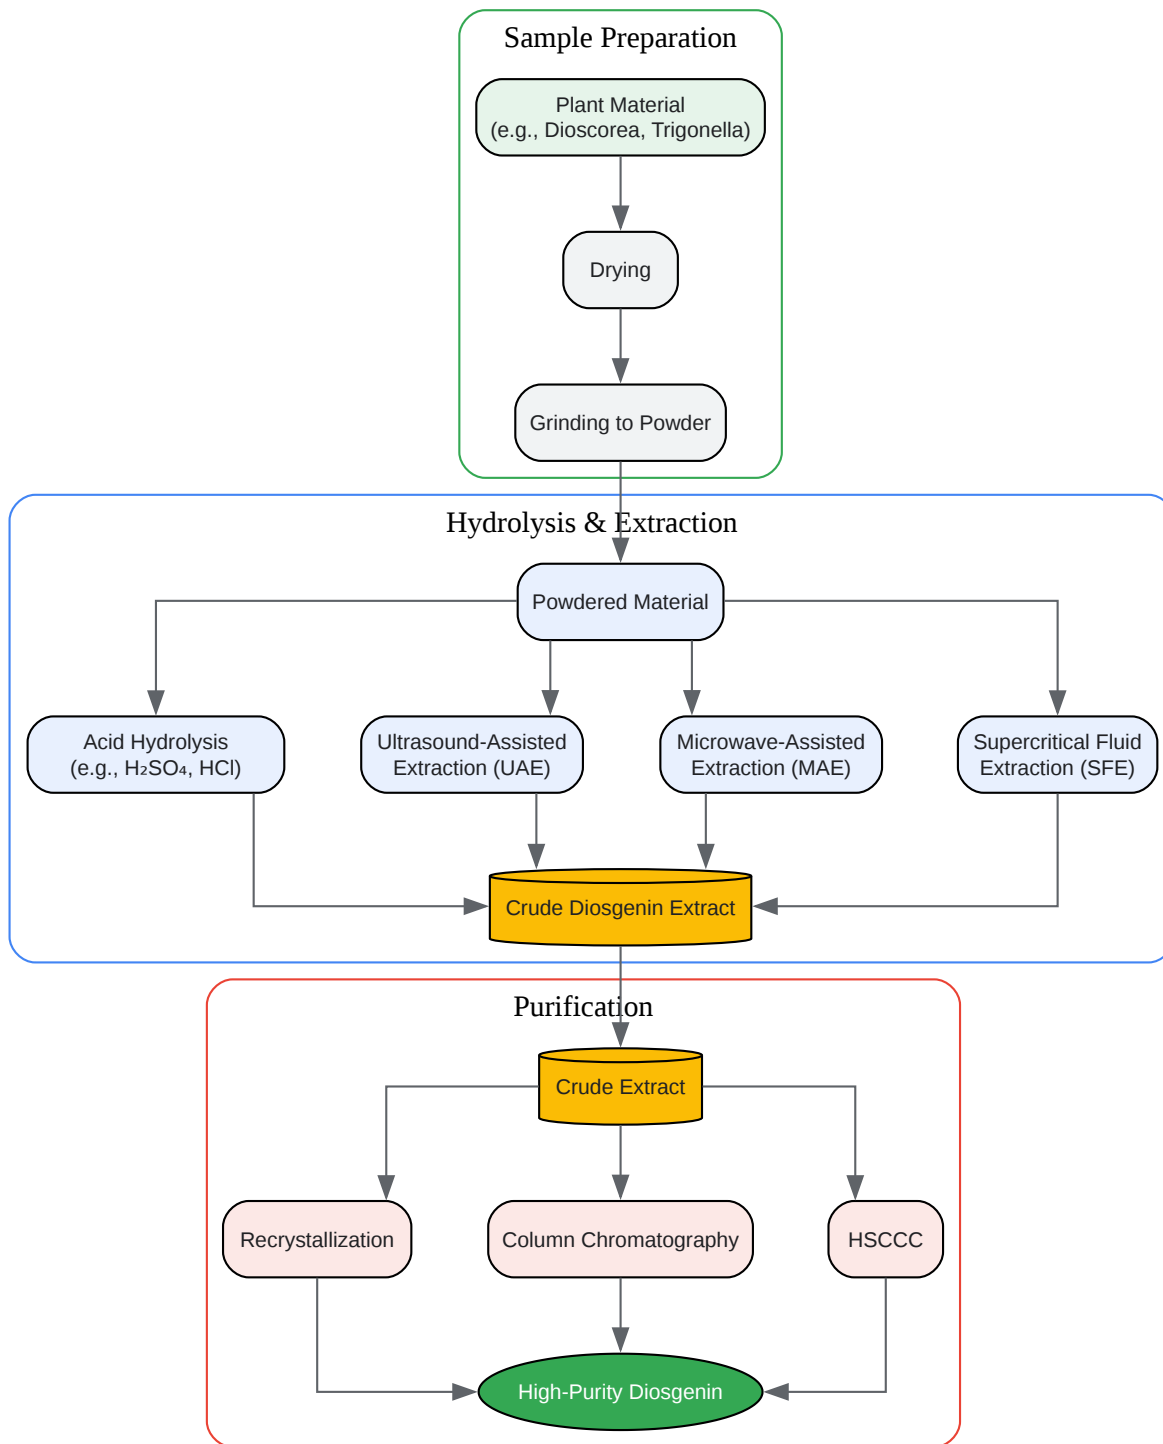 Sample Preparation
Plant Material
(e.g., Dioscorea, Trigonella)
Drying
Grinding to Powder
Hydrolysis & Extraction
Powdered Material
Acid Hydrolysis
(e.g., H₂SO₄, HCl)
Ultrasound-Assisted
Extraction (UAE)
Microwave-Assisted
Extraction (MAE)
Supercritical Fluid
Extraction (SFE)
Crude Diosgenin Extract
Purification
Crude Extract
Recrystallization
Column Chromatography
HSCCC
High-Purity Diosgenin